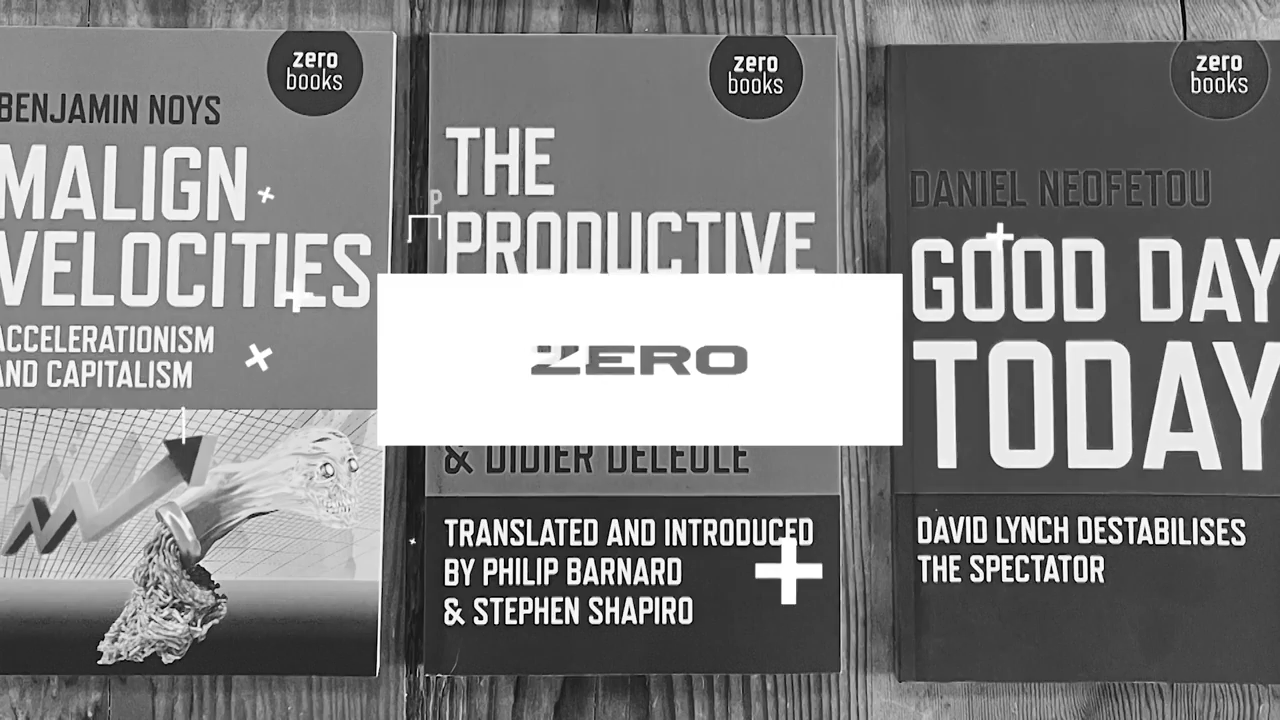 zero
books
BENJAMIN NOYS
MALIGN
VELOCITIES
ACCELERATIONISM
AND CAPITALISM
zero
books
THE
PRODUCTIVE
P
ZERO
& DIDIER DELEULE
TRANSLATED AND INTRODUCED
BY PHILIP BARNARD
& STEPHEN SHAPIRO
zero
books
DANIEL NEOFETOU
GOOD DAY
TODAY
DAVID LYNCH DESTABILISES
THE SPECTATOR